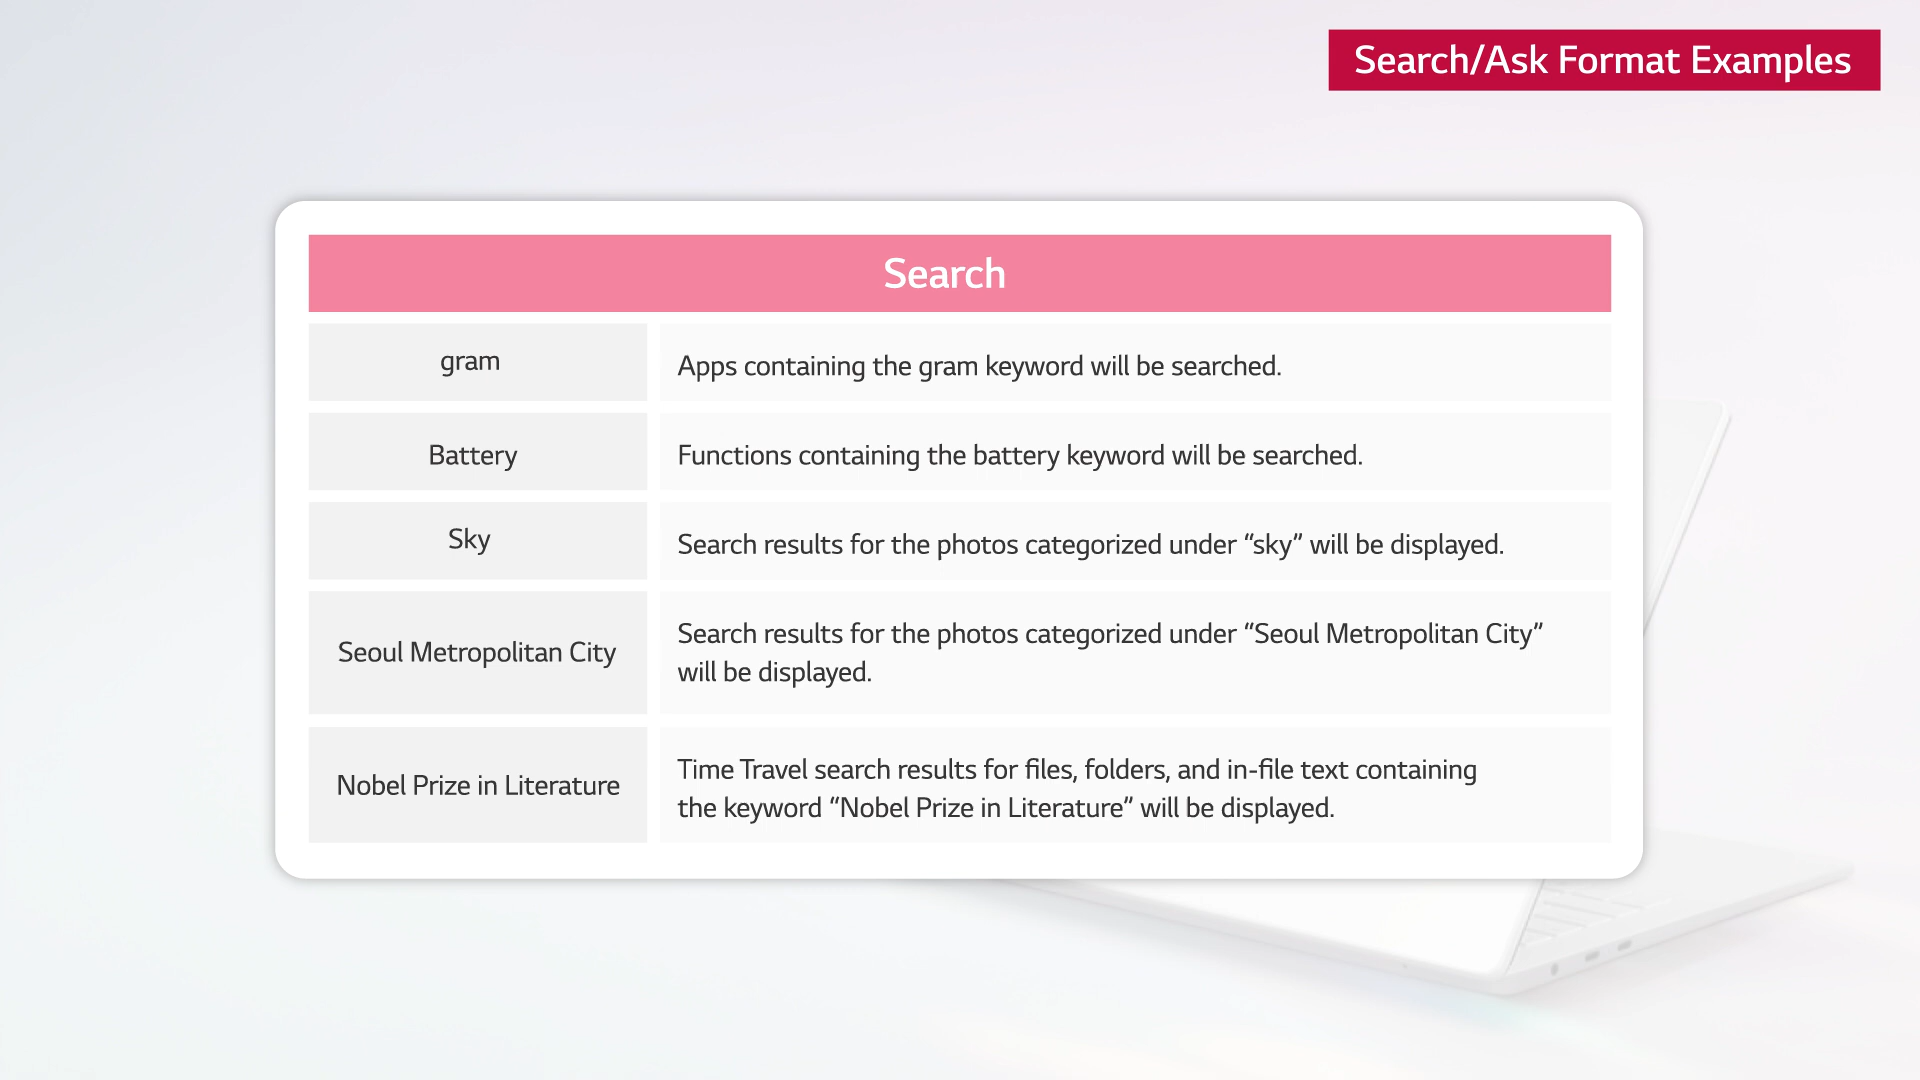 Search/Ask Format Examples
Search
gram
Apps containing the gram keyword will be searched.
Battery
Functions containing the battery keyword will be searched.
Sky
Search results for the photos categorized under “sky” will be displayed.
Seoul Metropolitan City
Search results for the photos categorized under “Seoul Metropolitan City”
will be displayed.
Nobel Prize in Literature
Time Travel search results for files, folders, and in-file text containing
the keyword “Nobel Prize in Literature” will be displayed.